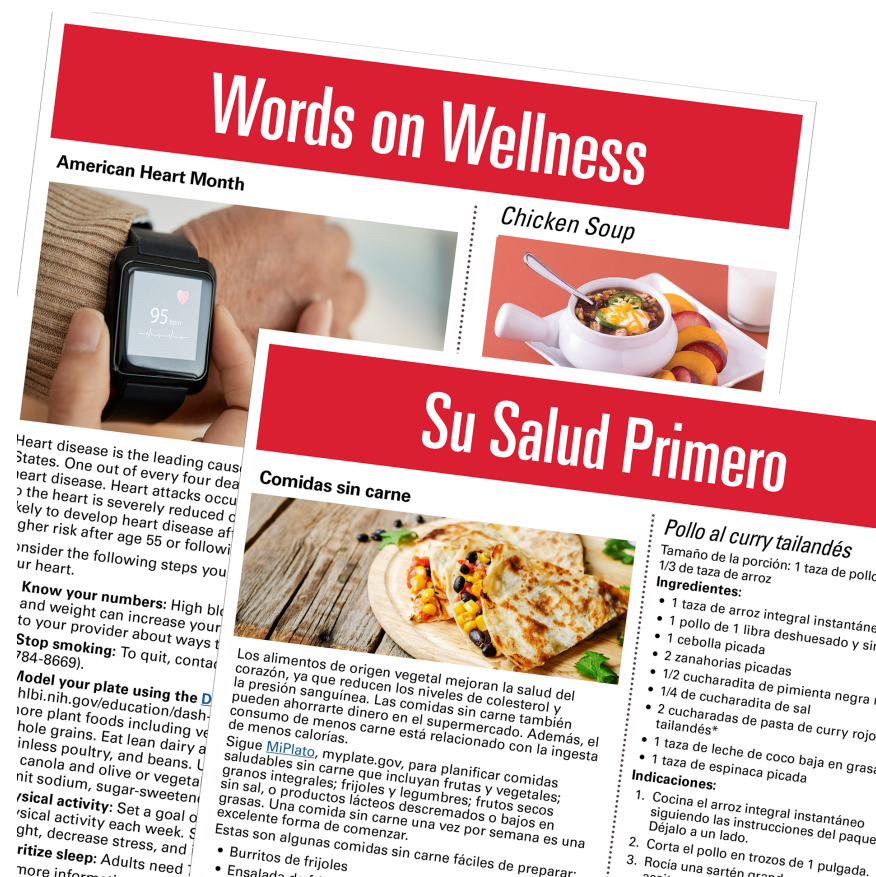 Words on Wellness
American Heart Month
95 bpm
Heart disease is the leading cause
States. One out of every four dea
heart disease. Heart attacks occu
o the heart is severely reduced o
kely to develop heart disease af
gher risk after age 55 or followi
onsider the following steps you
ur heart.
Know your numbers: High blo
and weight can increase your
to your provider about ways t
Stop smoking: To quit, contac
784-8669).
Model your plate using the D
hlbi.nih.gov/education/dash-
ore plant foods including ve
hole grains. Eat lean dairy a
inless poultry, and beans. U
canola and olive or vegeta
mit sodium, sugar-sweeten
ysical activity: Set a goal o
ysical activity each week. S
ght, decrease stress, and i
ritize sleep: Adults need
more informati
Chicken Soup
Su Salud Primero
Comidas sin carne
Los alimentos de origen vegetal mejoran la salud del
corazón, ya que reducen los niveles de colesterol y
la presión sanguínea. Las comidas sin carne también
pueden ahorrarte dinero en el supermercado. Además, el
consumo de menos carne está relacionado con la ingesta
de menos calorías.
Sigue MiPlato, myplate.gov, para planificar comidas
saludables sin carne que incluyan frutas y vegetales;
granos integrales; frijoles y legumbres; frutos secos
sin sal, o productos lácteos descremados o bajos en
grasas. Una comida sin carne una vez por semana es una
excelente forma de comenzar.
Estas son algunas comidas sin carne fáciles de preparar:
• Burritos de frijoles
• Ensalada de fri
Pollo al curry tailandés
Tamaño de la porción: 1 taza de pollo
1/3 de taza de arroz
Ingredientes:
• 1 taza de arroz integral instantáne
• 1 pollo de 1 libra deshuesado y sin
• 1 cebolla picada
• 2 zanahorias picadas
• 1/2 cucharadita de pimienta negra
• 1/4 de cucharadita de sal
• 2 cucharadas de pasta de curry rojo
tailandés*
• 1 taza de leche de coco baja en grasa
• 1 taza de espinaca picada
Indicaciones:
1. Cocina el arroz integral instantáneo
siguiendo las instrucciones del paque
Déjalo a un lado.
2. Corta el pollo en trozos de 1 pulgada.
3. Rocía una sartén grand